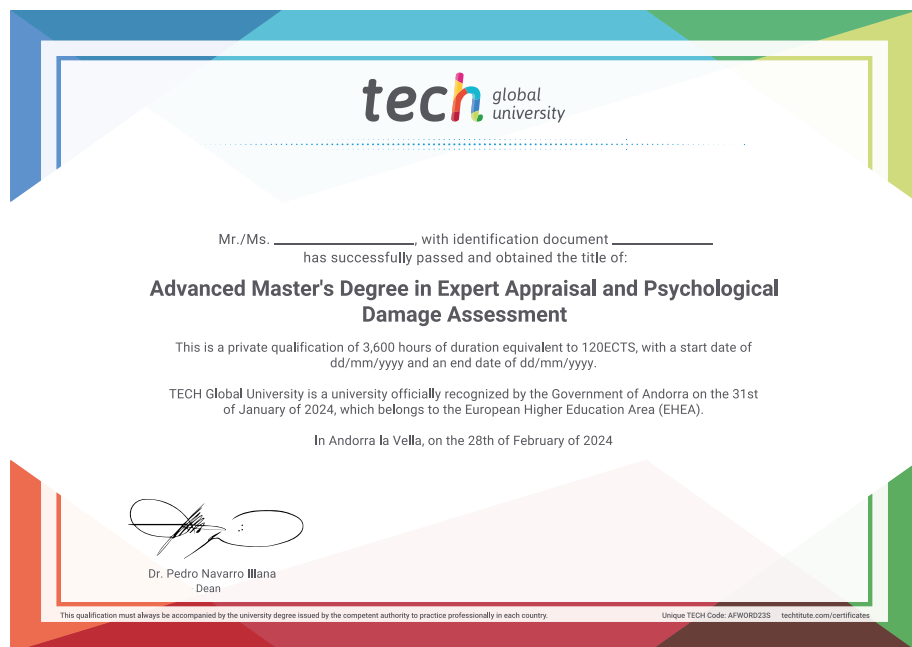 tech global university
Mr./Ms. ______________, with identification document __________
has successfully passed and obtained the title of:
Advanced Master's Degree in Expert Appraisal and Psychological
Damage Assessment
This is a private qualification of 3,600 hours of duration equivalent to 120ECTS, with a start date of
dd/mm/yyyy and an end date of dd/mm/yyyy.
TECH Global University is a university officially recognized by the Government of Andorra on the 31st
of January of 2024, which belongs to the European Higher Education Area (EHEA).
In Andorra la Vella, on the 28th of February of 2024
Dr. Pedro Navarro Illana
Dean
This qualification must always be accompanied by the university degree issued by the competent authority to practice professionally in each country.
Unique TECH Code: AFWORD23S techtitute.com/certificates